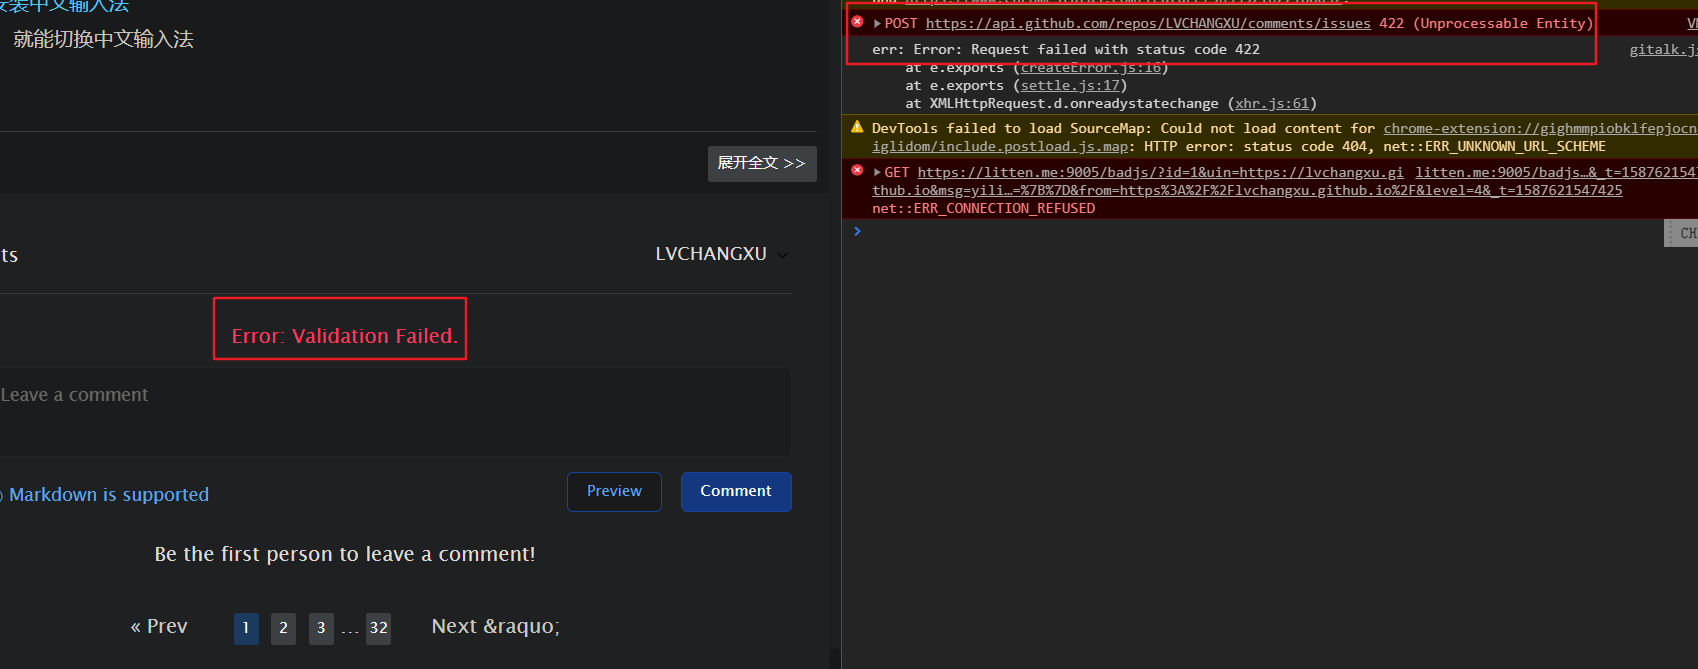 安装中文输入法
就能切换中文输入法
展开全文 >>
ts
LVCHANGXU
Error: Validation Failed.
Leave a comment
Markdown is supported
Preview
Comment
Be the first person to leave a comment!
« Prev 1 2 3 ... 32 Next &raquo;
POST https://api.github.com/repos/LVCHANGXU/comments/issues 422 (Unprocessable Entity)
err: Error: Request failed with status code 422 gitalk.js
at e.exports (createError.js:16)
at e.exports (settle.js:17)
at XMLHttpRequest.d.onreadystatechange (xhr.js:61)
DevTools failed to load SourceMap: Could not load content for chrome-extension://gighmmpiobklfepjocn
iglidom/include.postload.js.map: HTTP error: status code 404, net::ERR_UNKNOWN_URL_SCHEME
GET https://litten.me:9005/badjs/?id=1&uin=https://lvchangxu.gi litten.me:9005/badjs…&_t=1587621547
thub.io&msg=yili…=%7B%7D&from=https%3A%2F%2Flvchangxu.github.io%2F&level=4&_t=1587621547425
net::ERR_CONNECTION_REFUSED
>
CH